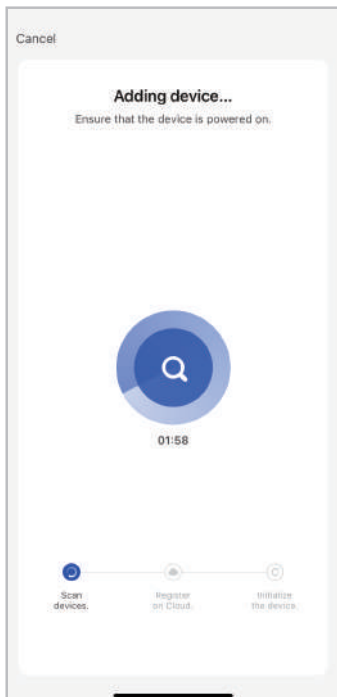 Cancel
Adding device...
Ensure that the device is powered on.
01:58
Scan
devices.
Register
on Cloud.
Initialize
the device.